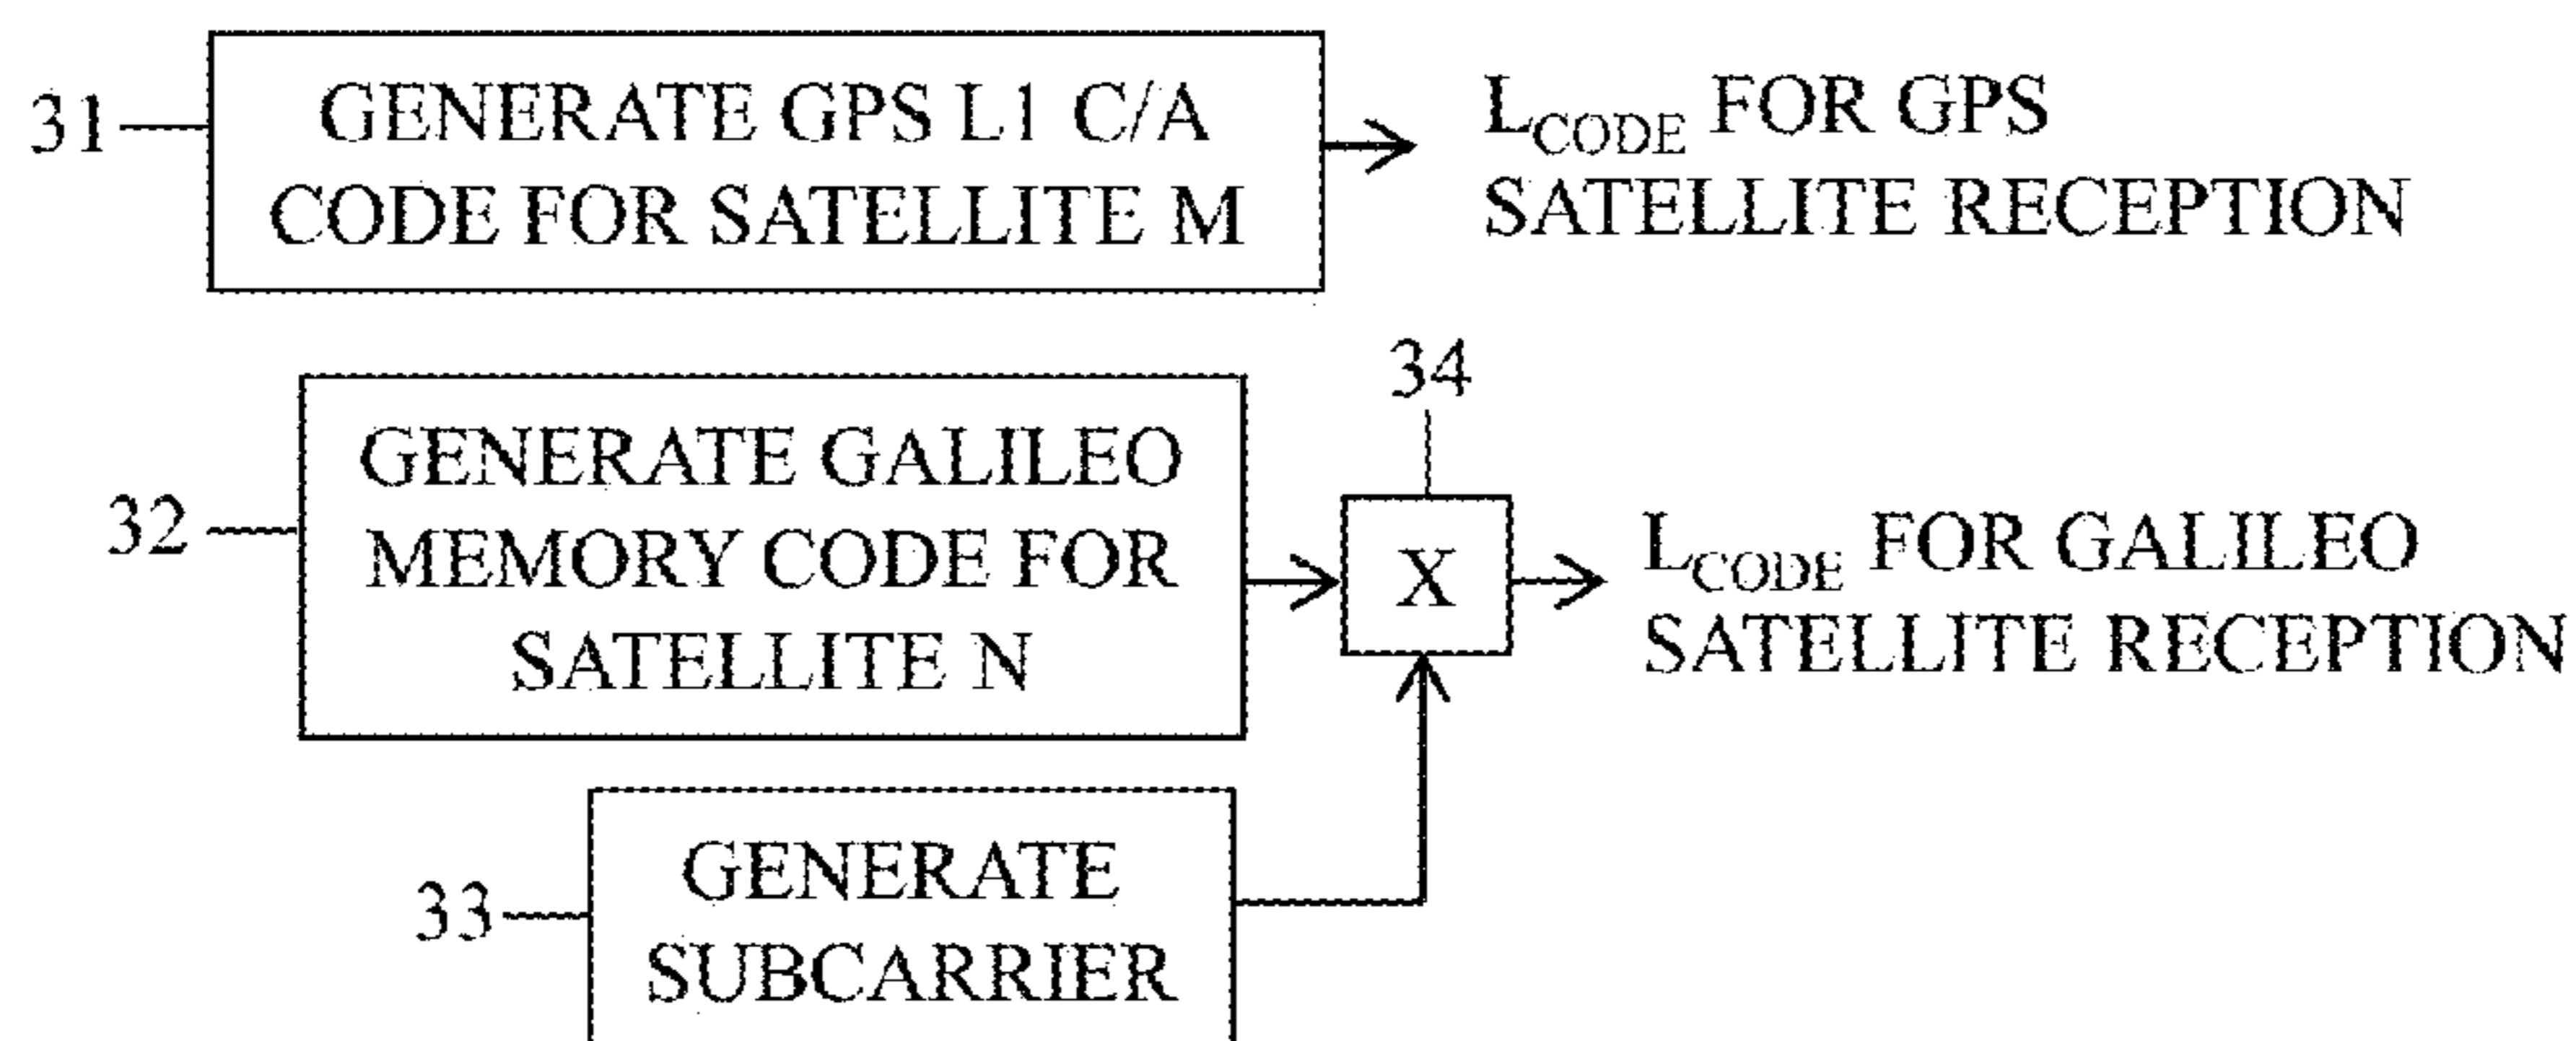 31
GENERATE GPS L1 C/A
CODE FOR SATELLITE M
LCODE FOR GPS
SATELLITE RECEPTION
34
32
GENERATE GALILEO
MEMORY CODE FOR
SATELLITE N
X
LCODE FOR GALILEO
SATELLITE RECEPTION
33
GENERATE
SUBCARRIER